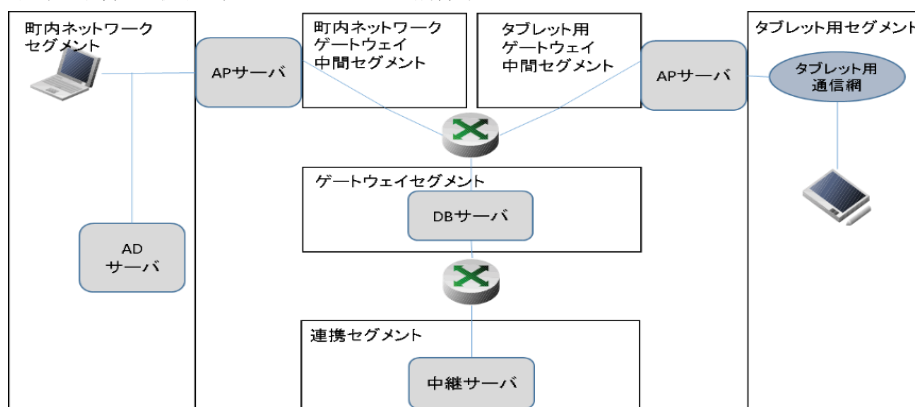 町内ネットワーク
セグメント
APサーバ
町内ネットワーク
ゲートウェイ
中間セグメント
タブレット用
ゲートウェイ
中間セグメント
APサーバ
タブレット用セグメント
タブレット用
通信網
ゲートウェイセグメント
DBサーバ
AD
サーバ
連携セグメント
中継サーバ